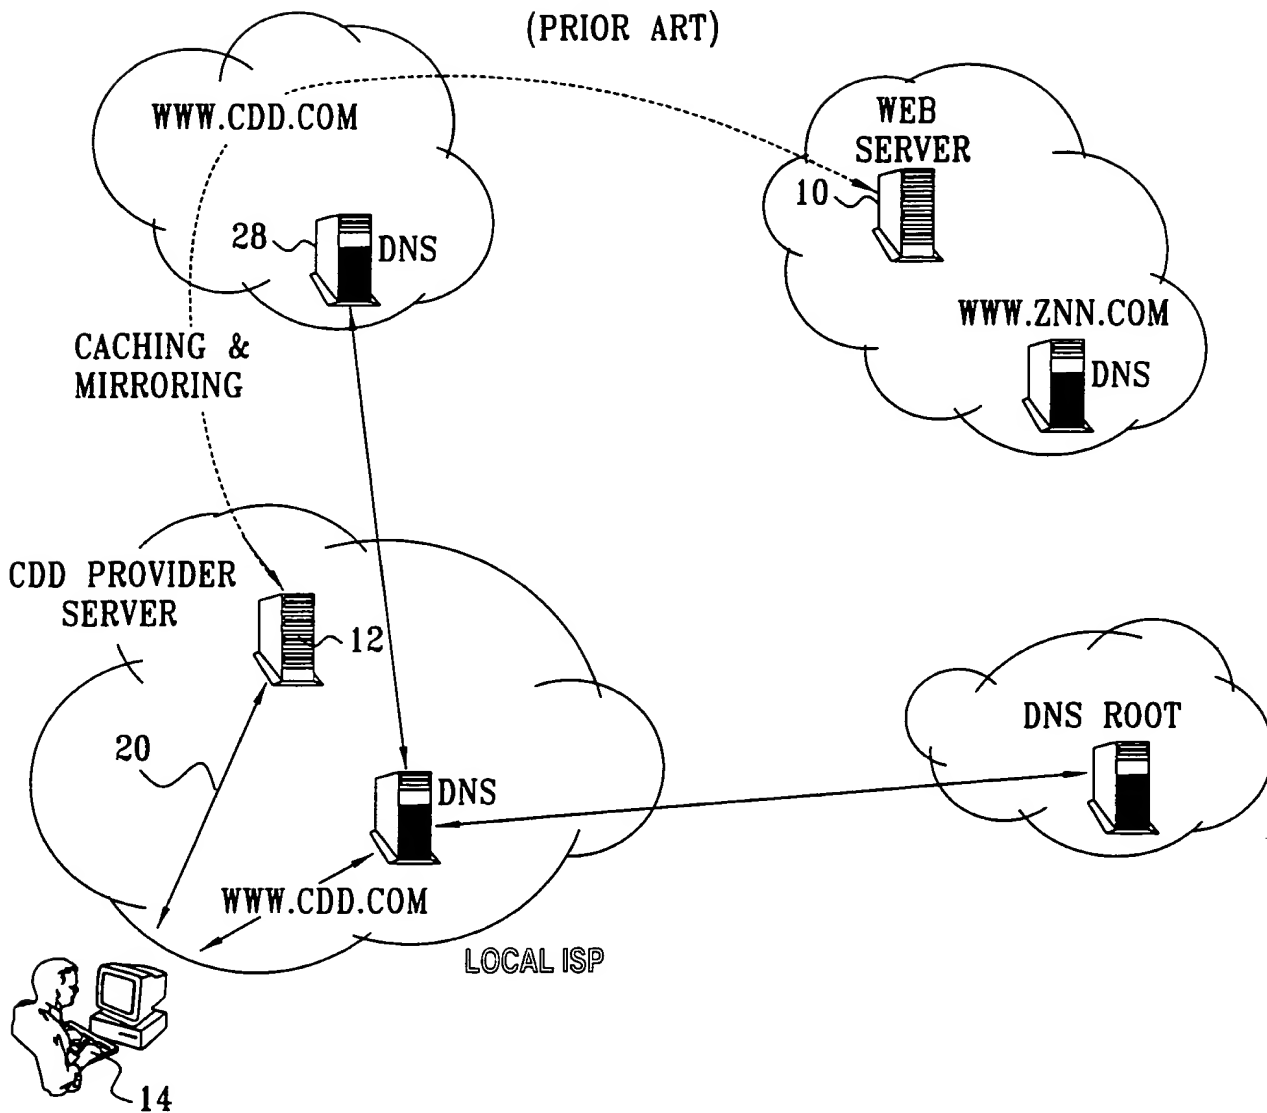 (PRIOR ART)
WWW.CDD.COM
WEB
SERVER
10
28
DNS
WWW.ZNN.COM
DNS
CACHING &
MIRRORING
CDD PROVIDER
SERVER
12
DNS ROOT
20
DNS
WWW.CDD.COM
LOCAL ISP
14